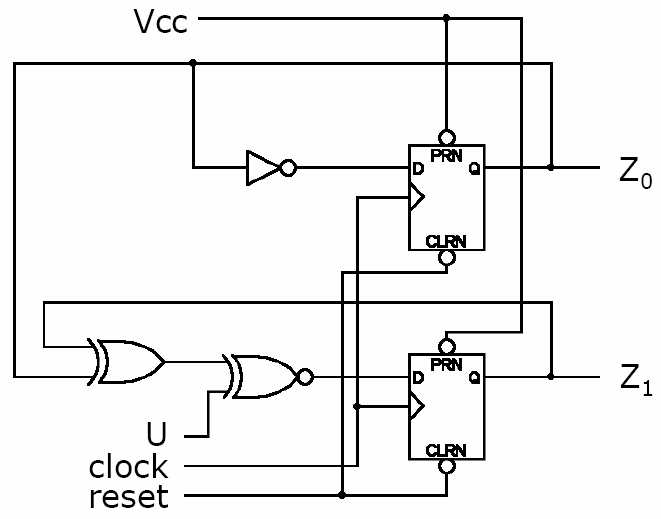 Vcc
PRN
D Q
Z0
CLRN
PRN
D Q
Z1
U
CLRN
clock
reset